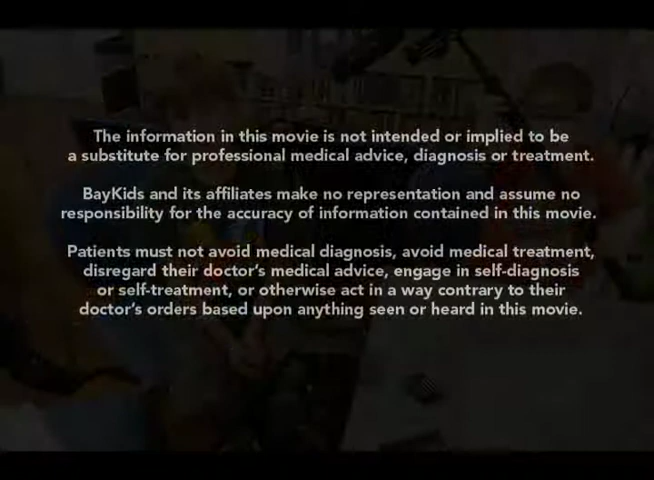 The information in this movie is not intended or implied to be
a substitute for professional medical advice, diagnosis or treatment.
BayKids and its affiliates make no representation and assume no
responsibility for the accuracy of information contained in this movie.
Patients must not avoid medical diagnosis, avoid medical treatment,
disregard their doctor's medical advice, engage in self-diagnosis
or self-treatment, or otherwise act in a way contrary to their
doctor's orders based upon anything seen or heard in this movie.